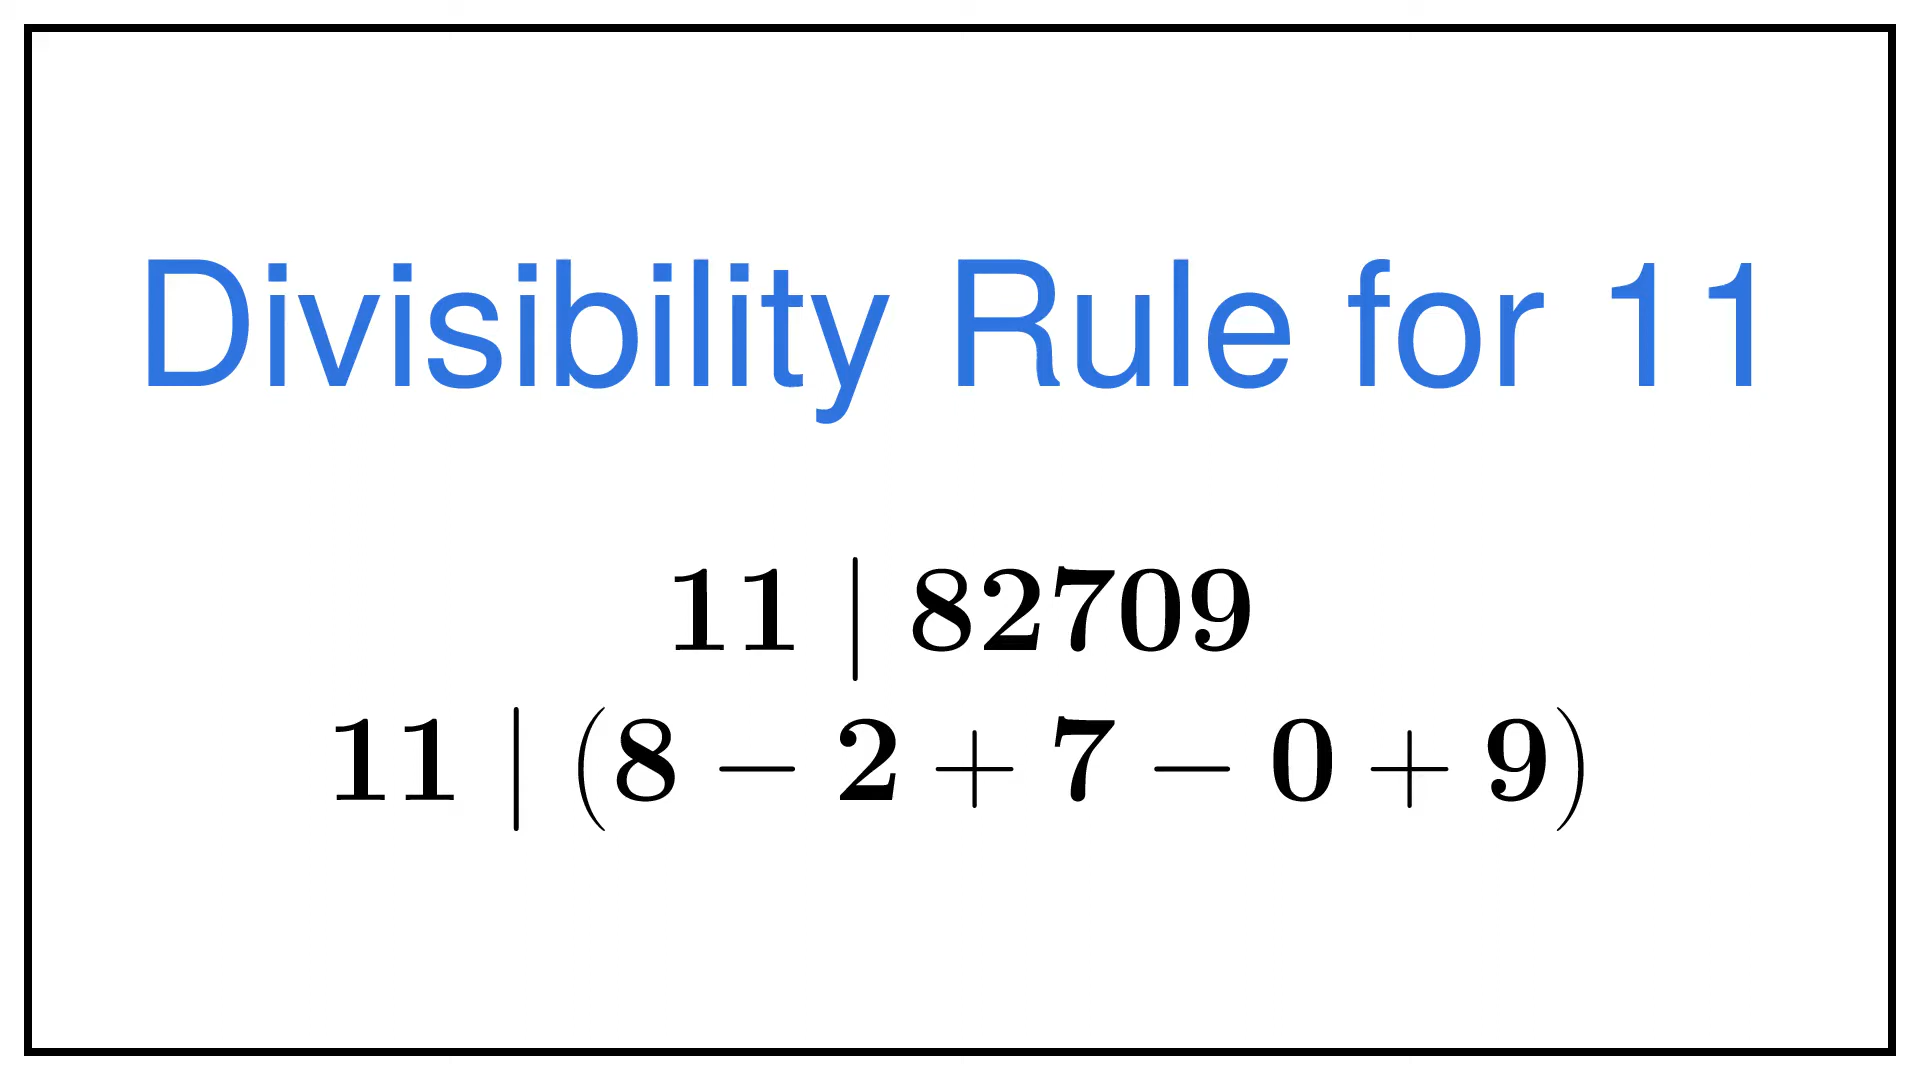 Divisibility Rule for 11
11 | 82709
11 | (8 − 2 + 7 − 0 + 9)